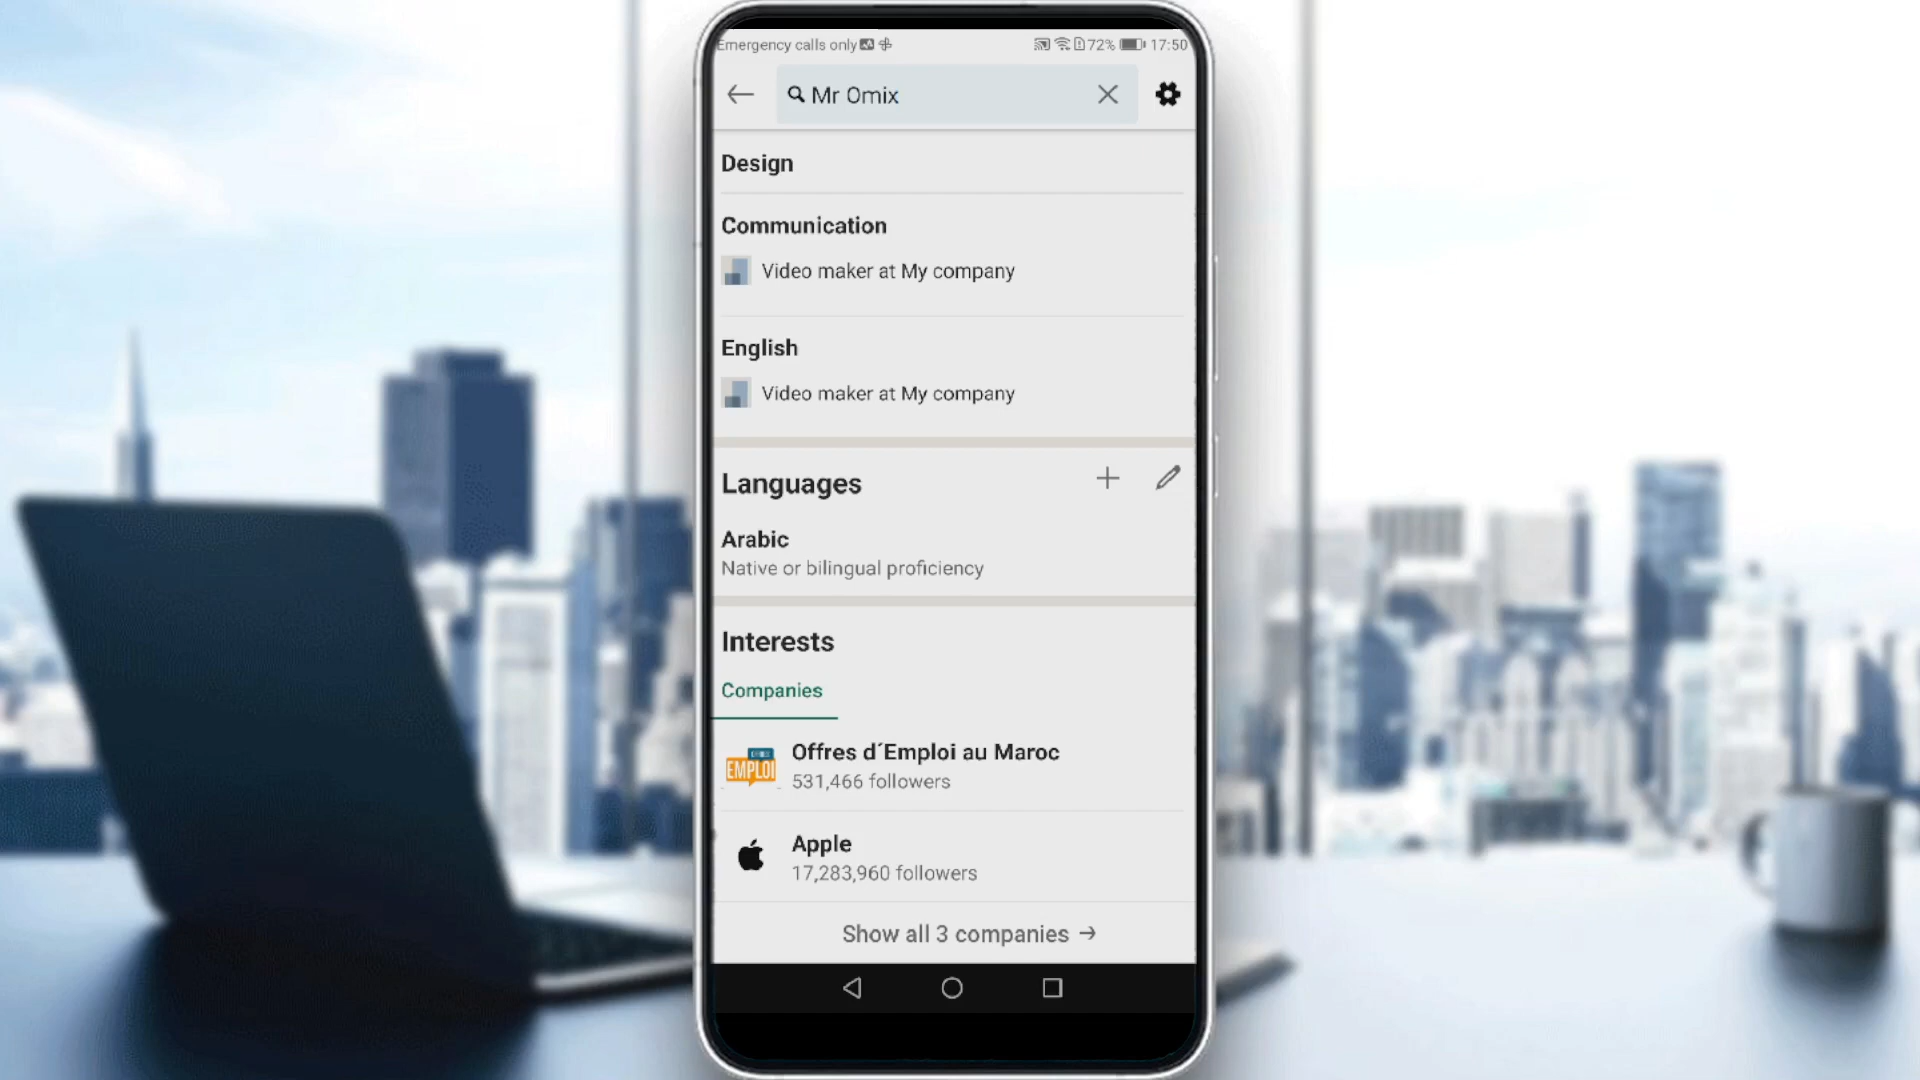 Emergency calls only 72% 17:50
Mr Omix
Design
Communication
Video maker at My company
English
Video maker at My company
Languages
Arabic
Native or bilingual proficiency
Interests
Companies
EMPLOI
Offres d´Emploi au Maroc
531,466 followers
Apple
17,283,960 followers
Show all 3 companies →